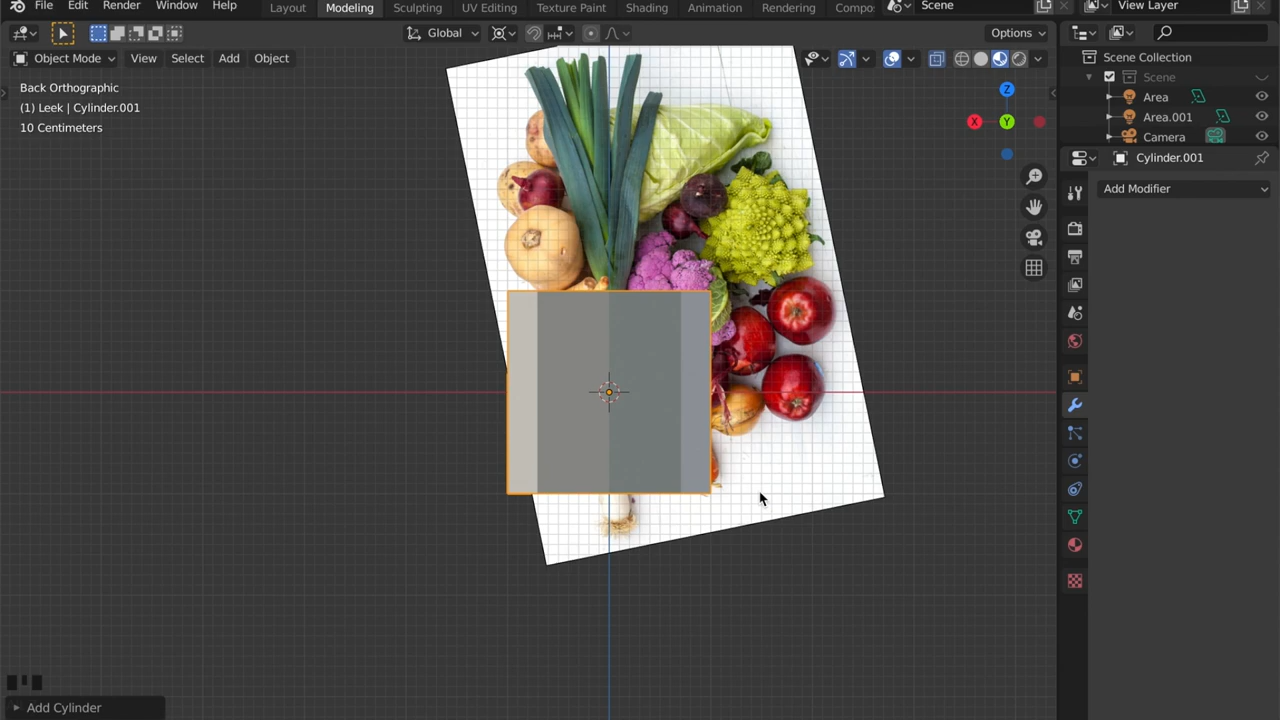 File Edit Render Window Help
Layout Modeling Sculpting UV Editing Texture Paint Shading Animation Rendering Compo
Scene
View Layer
Global
Options
Object Mode View Select Add Object
Scene Collection
Scene
Area
Area.001
Camera
Back Orthographic
(1) Leek | Cylinder.001
10 Centimeters
X
Y
Z
Cylinder.001
Add Modifier
Add Cylinder